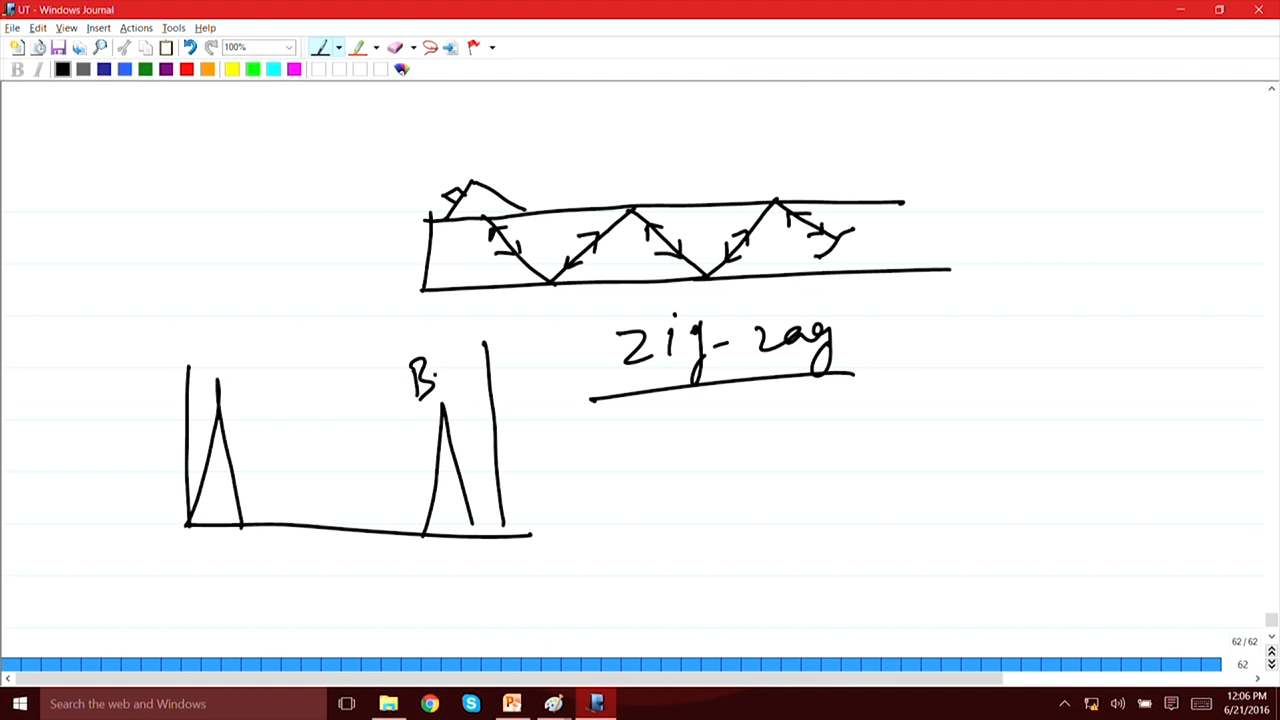 UT - Windows Journal
File Edit View Insert Actions Tools Help
100%
B I
zig-zag
B.
62 / 62
62
Search the web and Windows
12:06 PM
6/21/2016